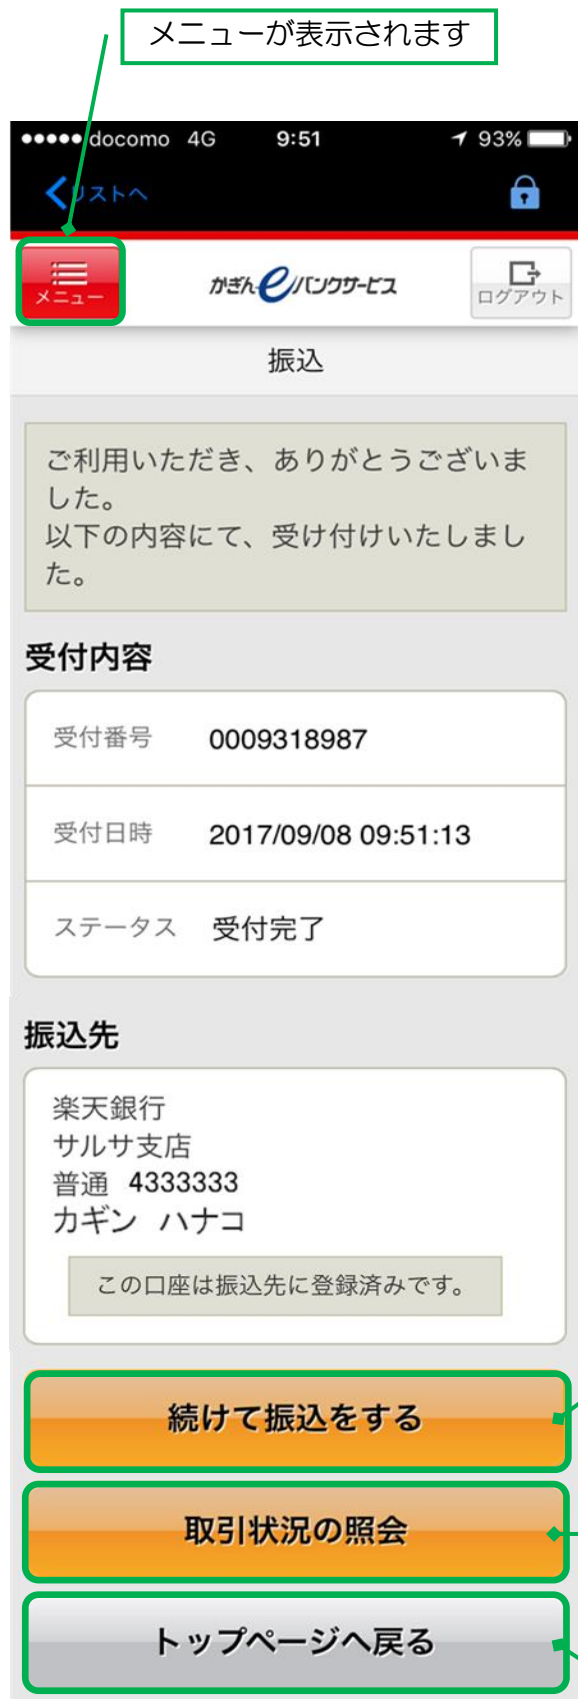 メニューが表示されます
docomo 4G 9:51 93%
リストへ
メニュー
かぎんeバンクサービス
ログアウト
振込
ご利用いただき、ありがとうございま
した。
以下の内容にて、受け付けいたしまし
た。
受付内容
受付番号 0009318987
受付日時 2017/09/08 09:51:13
ステータス 受付完了
振込先
楽天銀行
サルサ支店
普通 4333333
カギン ハナコ
この口座は振込先に登録済みです。
続けて振込をする
取引状況の照会
トップページへ戻る